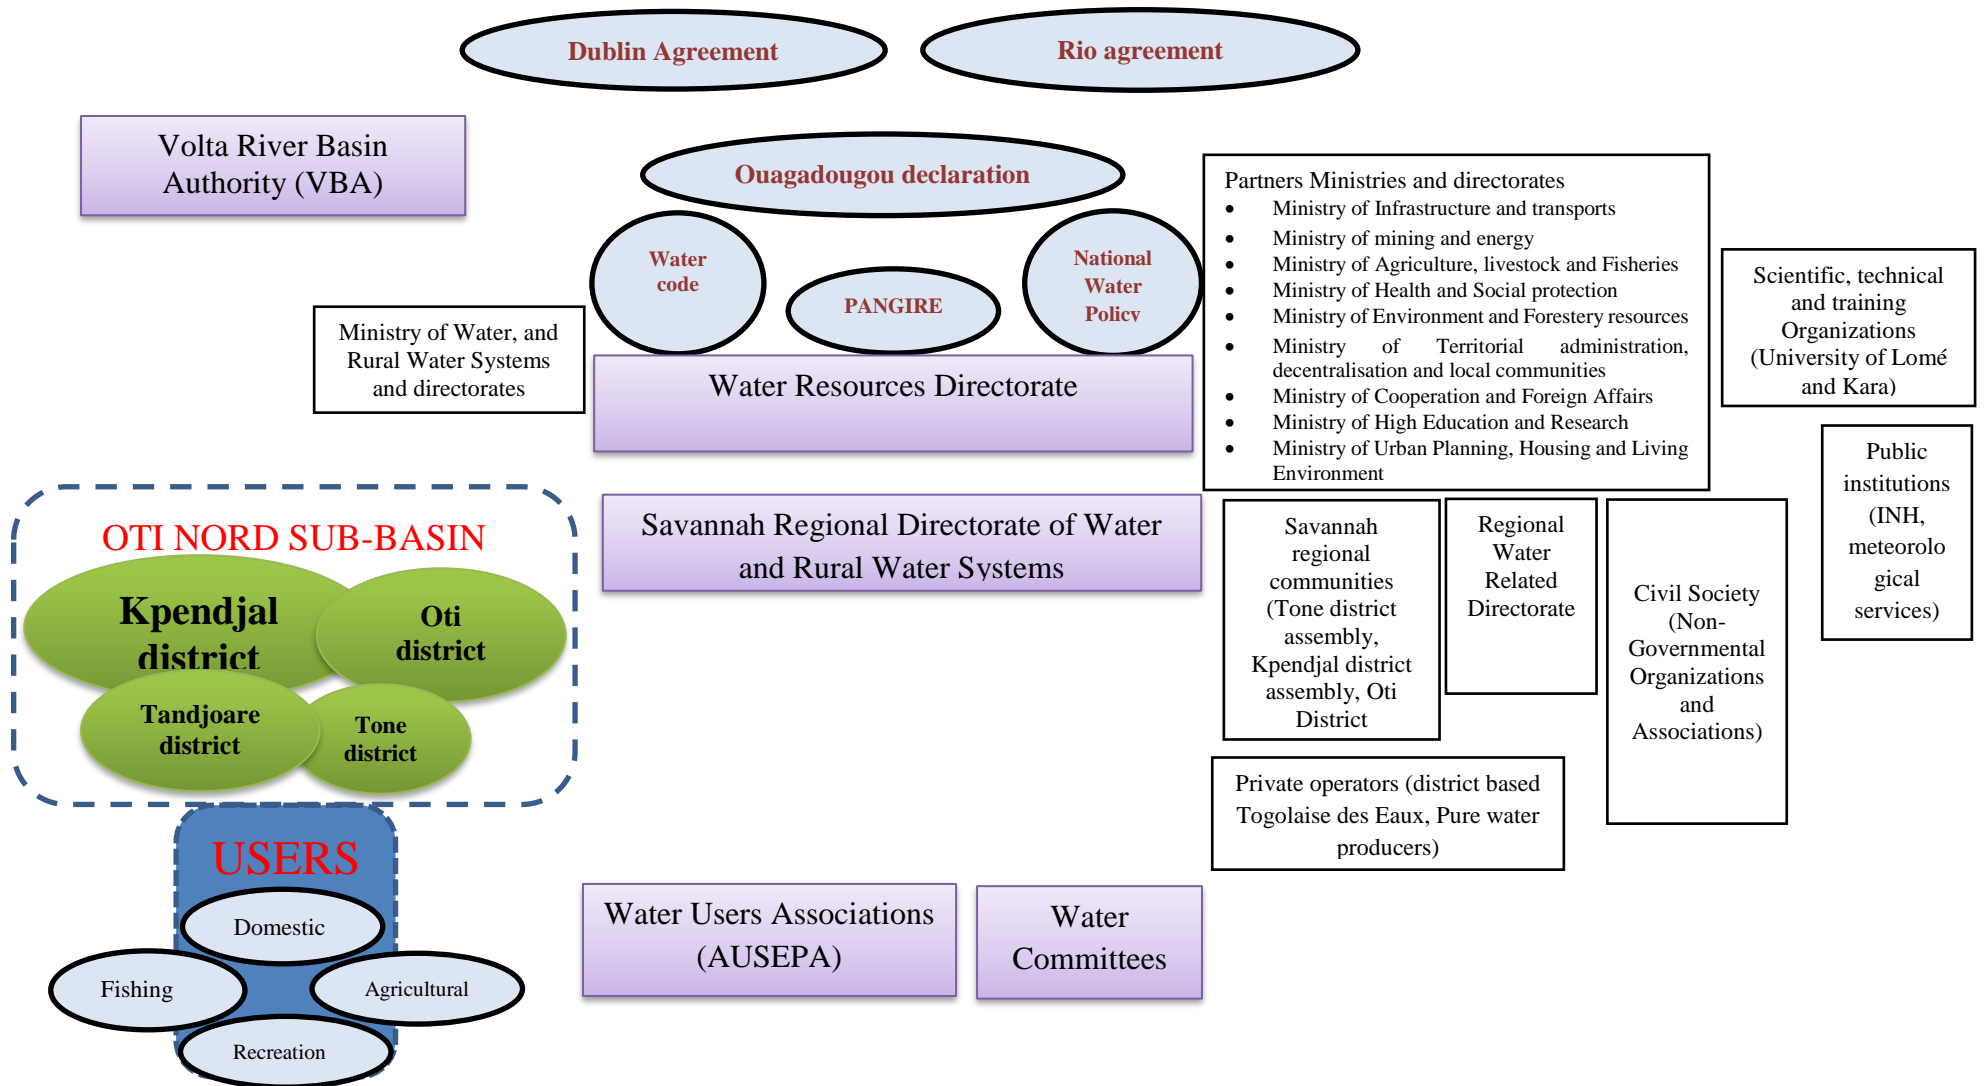 Dublin Agreement
Rio agreement
Volta River Basin
Authority (VBA)
Ouagadougou declaration
Water
code
PANGIRE
National
Water
Policy
Ministry of Water, and
Rural Water Systems
and directorates
Water Resources Directorate
Partners Ministries and directorates
• Ministry of Infrastructure and transports
• Ministry of mining and energy
• Ministry of Agriculture, livestock and Fisheries
• Ministry of Health and Social protection
• Ministry of Environment and Forestery resources
• Ministry of Territorial administration,
decentralisation and local communities
• Ministry of Cooperation and Foreign Affairs
• Ministry of High Education and Research
• Ministry of Urban Planning, Housing and Living
Environment
Scientific, technical
and training
Organizations
(University of Lomé
and Kara)
Public
institutions
(INH,
meteorolo
gical
services)
OTI NORD SUB-BASIN
Kpendjal
district
Oti
district
Tandjoare
district
Tone
district
Savannah Regional Directorate of Water
and Rural Water Systems
Savannah
regional
communities
(Tone district
assembly,
Kpendjal district
assembly, Oti
District
Regional
Water
Related
Directorate
Civil Society
(Non-
Governmental
Organizations
and
Associations)
Private operators (district based
Togolaise des Eaux, Pure water
producers)
USERS
Domestic
Fishing
Agricultural
Recreation
Water Users Associations
(AUSEPA)
Water
Committees